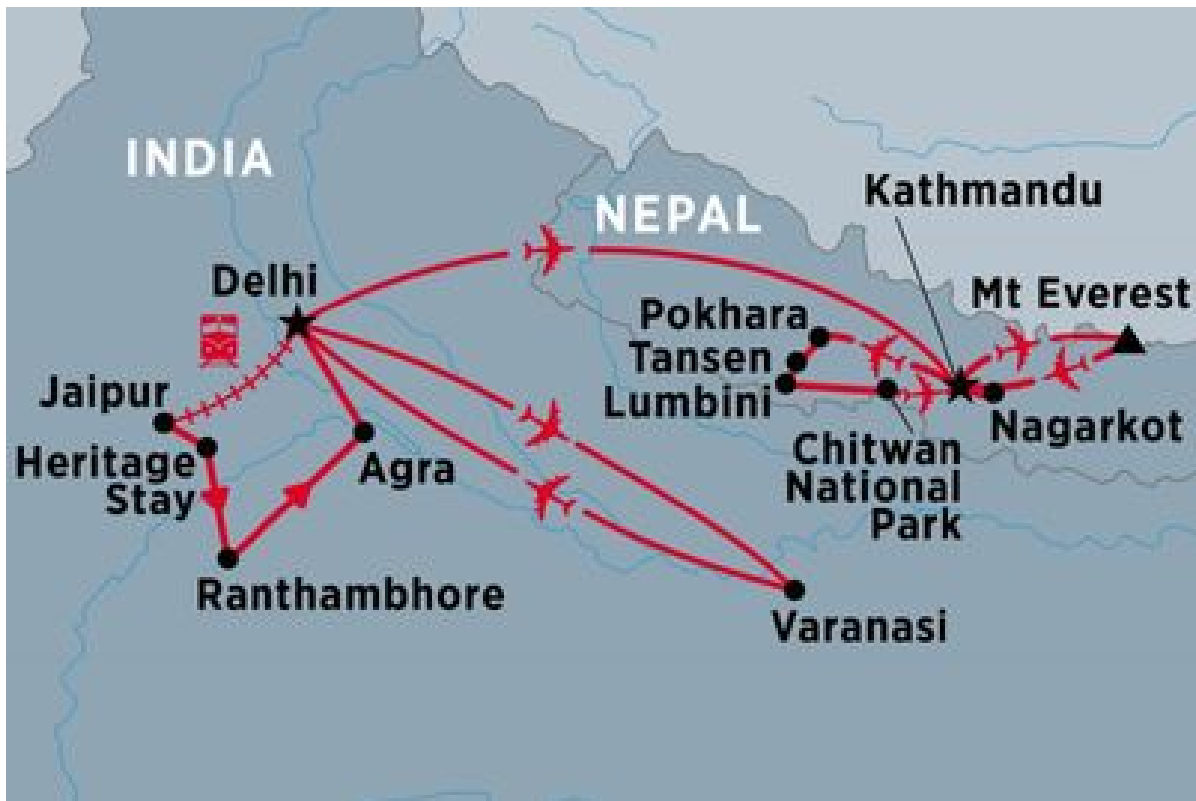 INDIA
Kathmandu
NEPAL
Delhi
Mt Everest
Pokhara
Tansen
Jaipur
Lumbini
Nagarkot
Heritage
Stay
Agra
Chitwan
National
Park
Ranthambhore
Varanasi